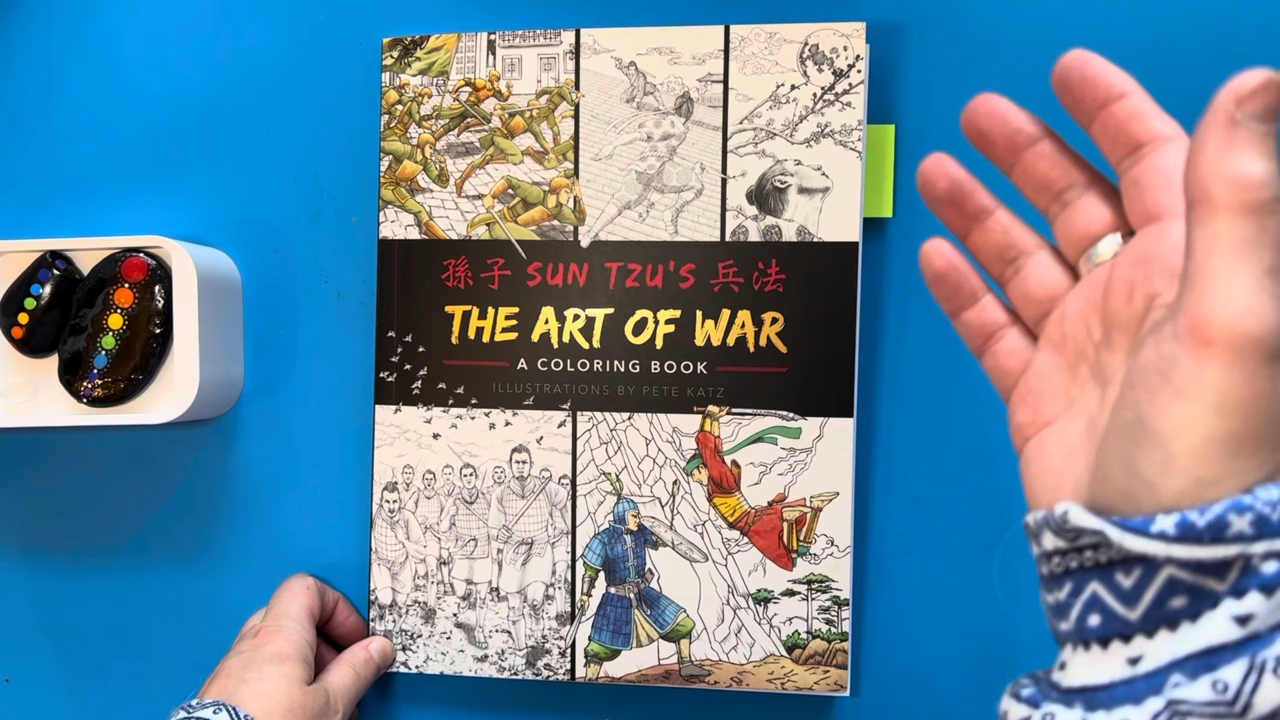 孫子 SUN TZU'S 兵法
THE ART OF WAR
A COLORING BOOK
ILLUSTRATIONS BY PETE KATZ